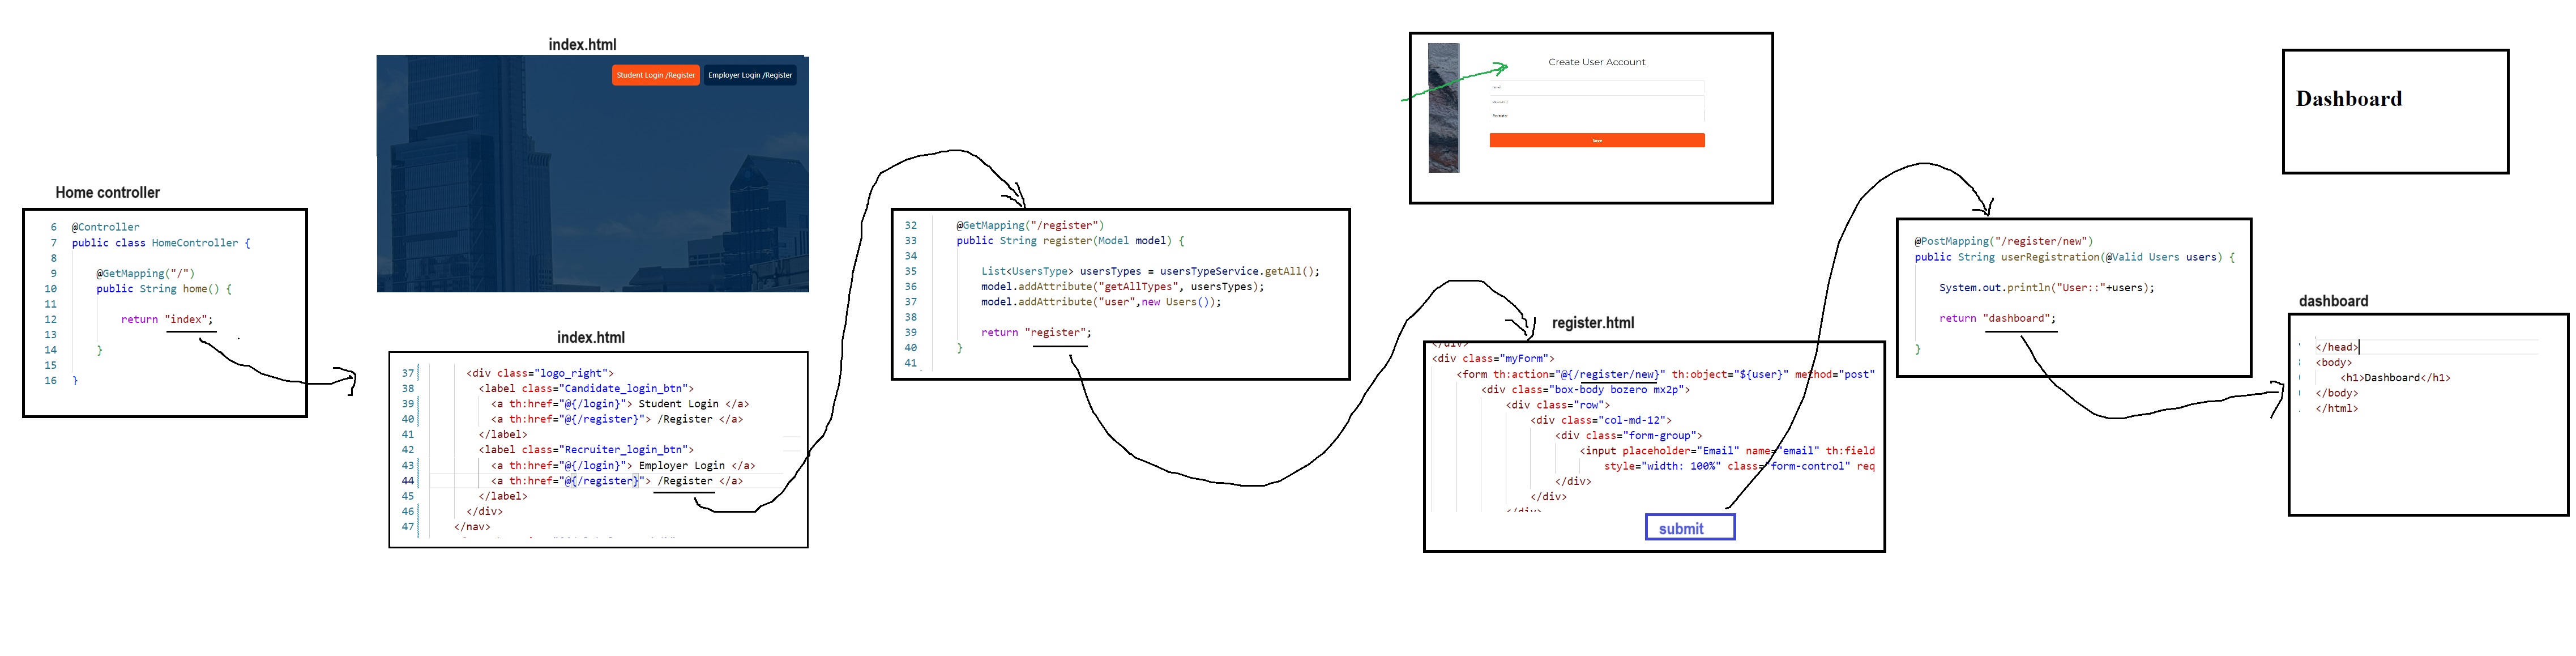 Home controller
6 @Controller
7 public class HomeController {
8
9 @GetMapping("/")
10 public String home() {
11
12 return "index";
13
14 }
15
16 }
index.html
Student Login /Register
Employer Login /Register
index.html
37 <div class="logo_right">
38 <label class="Candidate_login_btn">
39 <a th:href="@{/login}"> Student Login </a>
40 <a th:href="@{/register}"> /Register </a>
41 </label>
42 <label class="Recruiter_login_btn">
43 <a th:href="@{/login}"> Employer Login </a>
44 <a th:href="@{/register}"> /Register </a>
45 </label>
46 </div>
47 </nav>
32 @GetMapping("/register")
33 public String register(Model model) {
34
35 List<UsersType> usersTypes = usersTypeService.getAll();
36 model.addAttribute("getAllTypes", usersTypes);
37 model.addAttribute("user",new Users());
38
39 return "register";
40 }
41
Create User Account
Save
register.html
</div>
<div class="myForm">
<form th:action="@{/register/new}" th:object="${user}" method="post"
<div class="box-body bozero mx2p">
<div class="row">
<div class="col-md-12">
<div class="form-group">
<input placeholder="Email" name="email" th:field
style="width: 100%" class="form-control" req
</div>
</div>
</div>
submit
@PostMapping("/register/new")
public String userRegistration(@Valid Users users) {
System.out.println("User::"+users);
return "dashboard";
}
Dashboard
dashboard
</head>
<body>
<h1>Dashboard</h1>
</body>
</html>